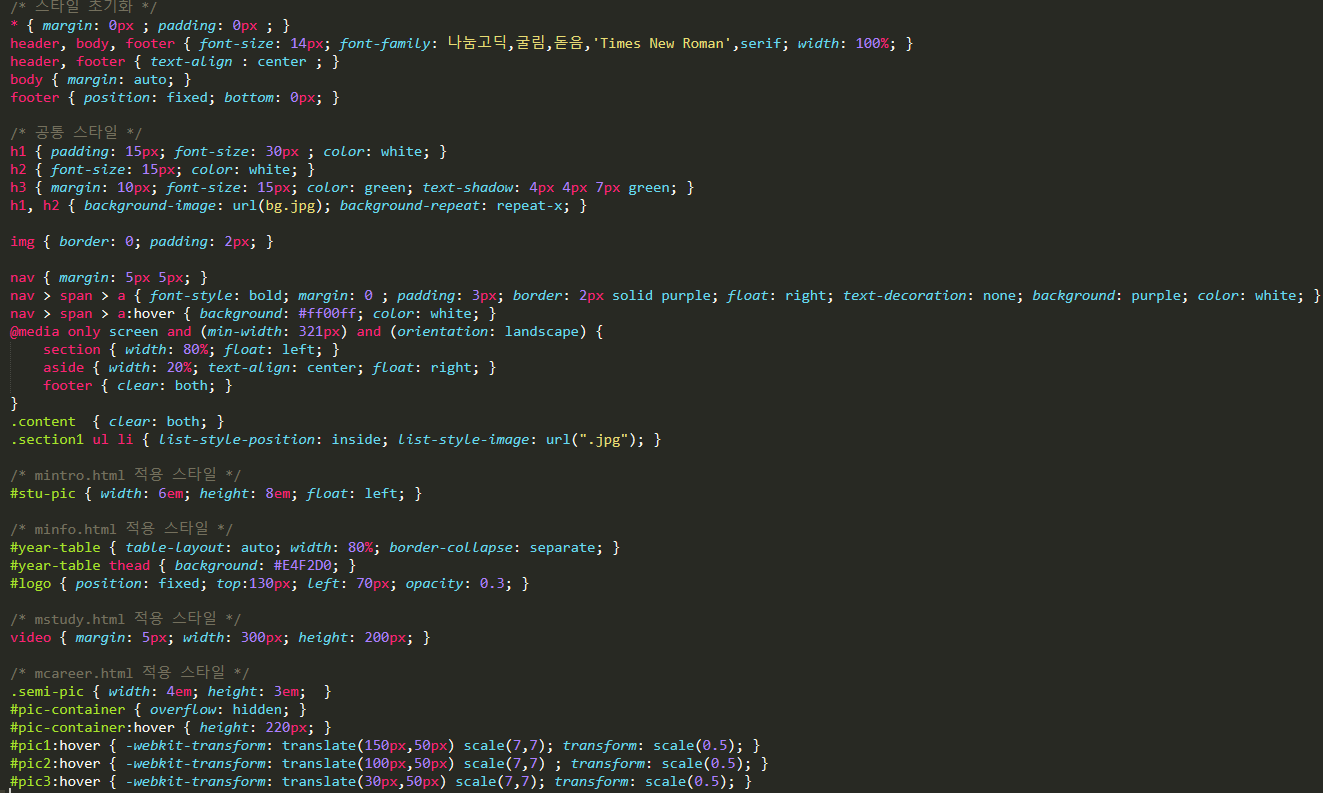 /* 스타일 초기화 */
* { margin: 0px ; padding: 0px ; }
header, body, footer { font-size: 14px; font-family: 나눔고딕,굴림,돋음,'Times New Roman',serif; width: 100%; }
header, footer { text-align : center ; }
body { margin: auto; }
footer { position: fixed; bottom: 0px; }
/* 공통 스타일 */
h1 { padding: 15px; font-size: 30px ; color: white; }
h2 { font-size: 15px; color: white; }
h3 { margin: 10px; font-size: 15px; color: green; text-shadow: 4px 4px 7px green; }
h1, h2 { background-image: url(bg.jpg); background-repeat: repeat-x; }
img { border: 0; padding: 2px; }
nav { margin: 5px 5px; }
nav > span > a { font-style: bold; margin: 0 ; padding: 3px; border: 2px solid purple; float: right; text-decoration: none; background: purple; color: white; }
nav > span > a:hover { background: #ff00ff; color: white; }
@media only screen and (min-width: 321px) and (orientation: landscape) {
section { width: 80%; float: left; }
aside { width: 20%; text-align: center; float: right; }
footer { clear: both; }
}
.content  { clear: both; }
.section1 ul li { list-style-position: inside; list-style-image: url(".jpg"); }
/* mintro.html 적용 스타일 */
#stu-pic { width: 6em; height: 8em; float: left; }
/* minfo.html 적용 스타일 */
#year-table { table-layout: auto; width: 80%; border-collapse: separate; }
#year-table thead { background: #E4F2D0; }
#logo { position: fixed; top:130px; left: 70px; opacity: 0.3; }
/* mstudy.html 적용 스타일 */
video { margin: 5px; width: 300px; height: 200px; }
/* mcareer.html 적용 스타일 */
.semi-pic { width: 4em; height: 3em;  }
#pic-container { overflow: hidden; }
#pic-container:hover { height: 220px; }
#pic1:hover { -webkit-transform: translate(150px,50px) scale(7,7); transform: scale(0.5); }
#pic2:hover { -webkit-transform: translate(100px,50px) scale(7,7) ; transform: scale(0.5); }
#pic3:hover { -webkit-transform: translate(30px,50px) scale(7,7); transform: scale(0.5); }